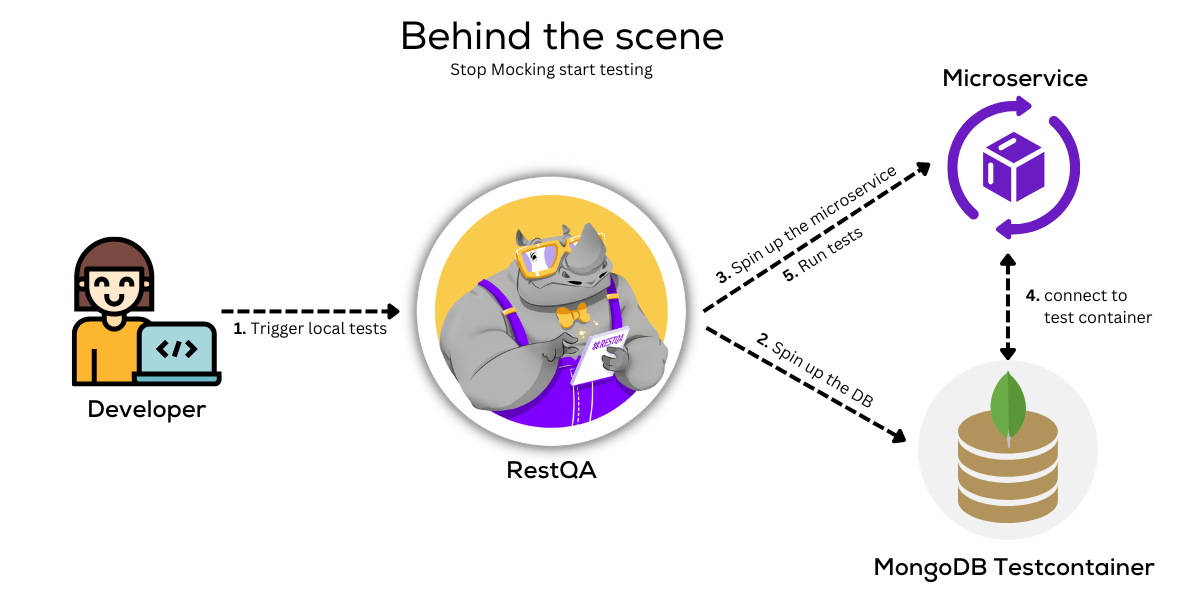 Behind the scene
Stop Mocking start testing
Microservice
3. Spin up the microservice
5. Run tests
</>
1. Trigger local tests
4. connect to
test container
RESTQA
2. Spin up the DB
Developer
RestQA
MongoDB Testcontainer